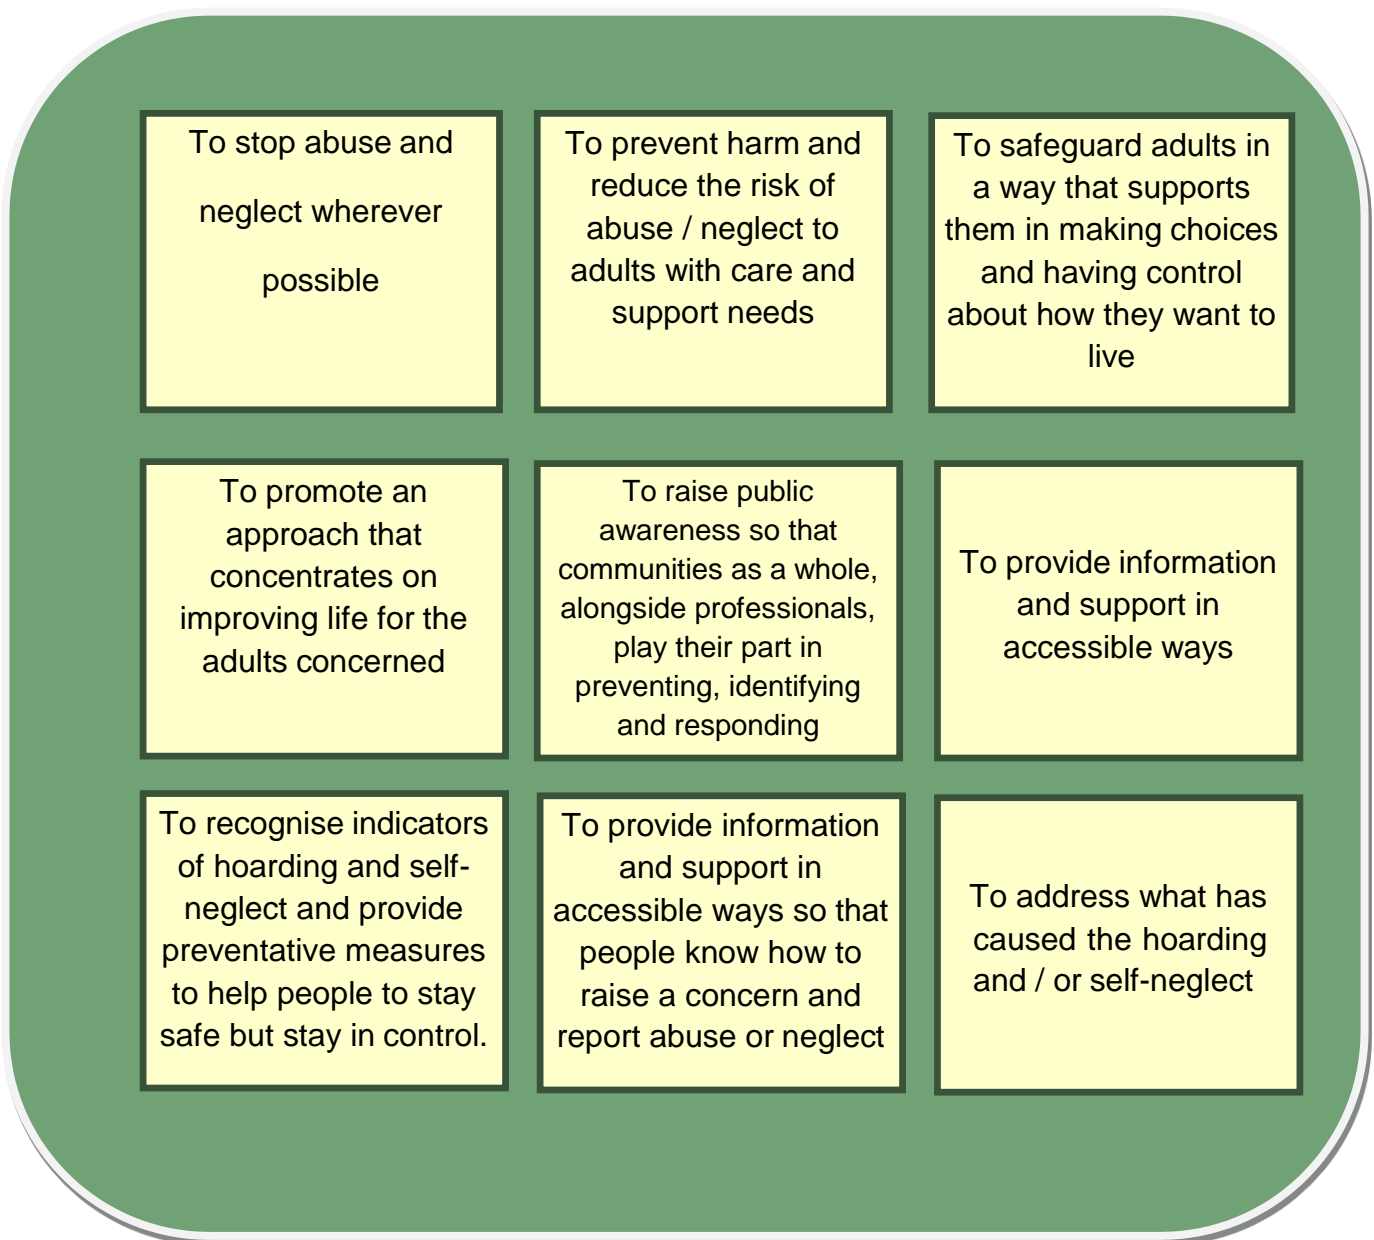 To stop abuse and
neglect wherever
possible
To prevent harm and
reduce the risk of
abuse / neglect to
adults with care and
support needs
To safeguard adults in
a way that supports
them in making choices
and having control
about how they want to
live
To promote an
approach that
concentrates on
improving life for the
adults concerned
To raise public
awareness so that
communities as a whole,
alongside professionals,
play their part in
preventing, identifying
and responding
To provide information
and support in
accessible ways
To recognise indicators
of hoarding and self-
neglect and provide
preventative measures
to help people to stay
safe but stay in control.
To provide information
and support in
accessible ways so that
people know how to
raise a concern and
report abuse or neglect
To address what has
caused the hoarding
and / or self-neglect